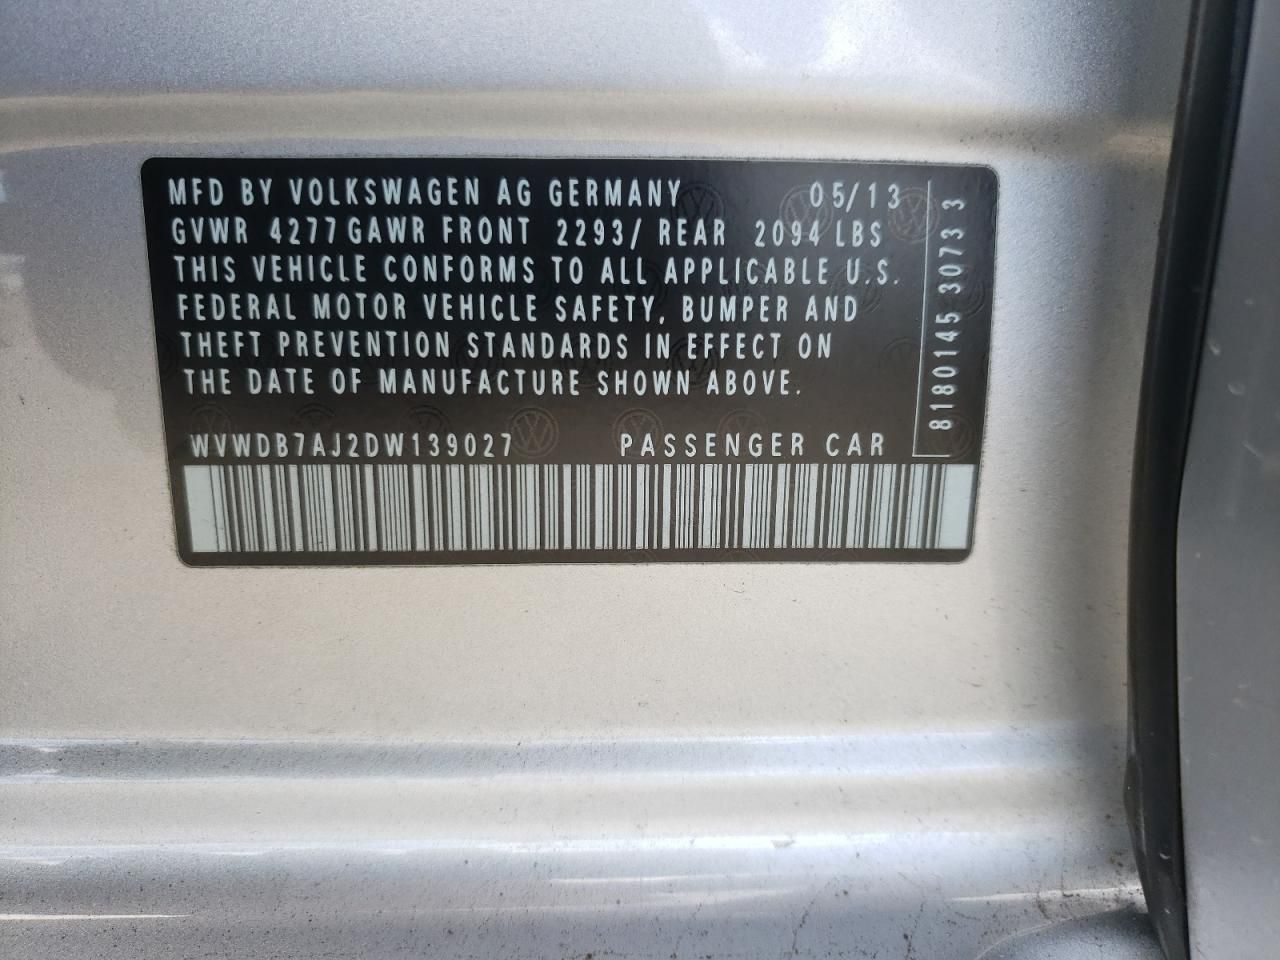 MFD BY VOLKSWAGEN AG GERMANY 05/13
GVWR 4277 GAWR FRONT 2293/ REAR 2094 LBS
THIS VEHICLE CONFORMS TO ALL APPLICABLE U.S.
FEDERAL MOTOR VEHICLE SAFETY, BUMPER AND
THEFT PREVENTION STANDARDS IN EFFECT ON
THE DATE OF MANUFACTURE SHOWN ABOVE.
WVWDB7AJ2DW139027 PASSENGER CAR
8180145 3073 3